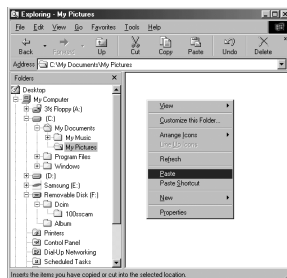 Exploring - My Pictures
File Edit View Go Favorites Tools Help
Back Forward Up Cut Copy Paste Undo Delete
Address C:\My Documents\My Pictures
Folders
Desktop
My Computer
3½ Floppy (A:)
(C:)
My Documents
My Music
My Pictures
Program Files
Windows
(D:)
Samsung (E:)
Removable Disk (F:)
Dcim
100sscam
Album
Printers
Control Panel
Dial-Up Networking
Scheduled Tasks
View
Customize this Folder...
Arrange Icons
Line Up Icons
Refresh
Paste
Paste Shortcut
New
Properties
Inserts the items you have copied or cut into the selected location.